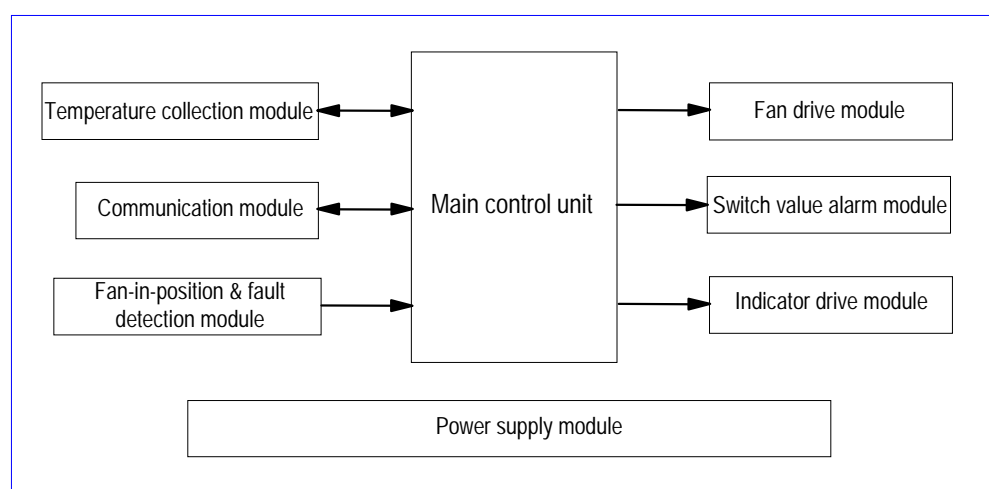 Temperature collection module
Communication module
Fan-in-position & fault
detection module
Main control unit
Fan drive module
Switch value alarm module
Indicator drive module
Power supply module